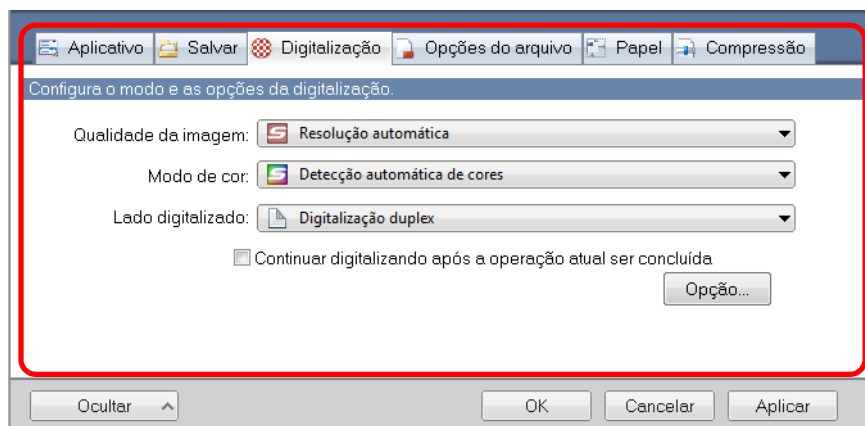 Aplicativo Salvar Digitalização Opções do arquivo Papel Compressão
Configura o modo e as opções da digitalização.
Qualidade da imagem: Resolução automática
Modo de cor: Detecção automática de cores
Lado digitalizado: Digitalização duplex
Continuar digitalizando após a operação atual ser concluída
Opção...
Ocultar OK Cancelar Aplicar